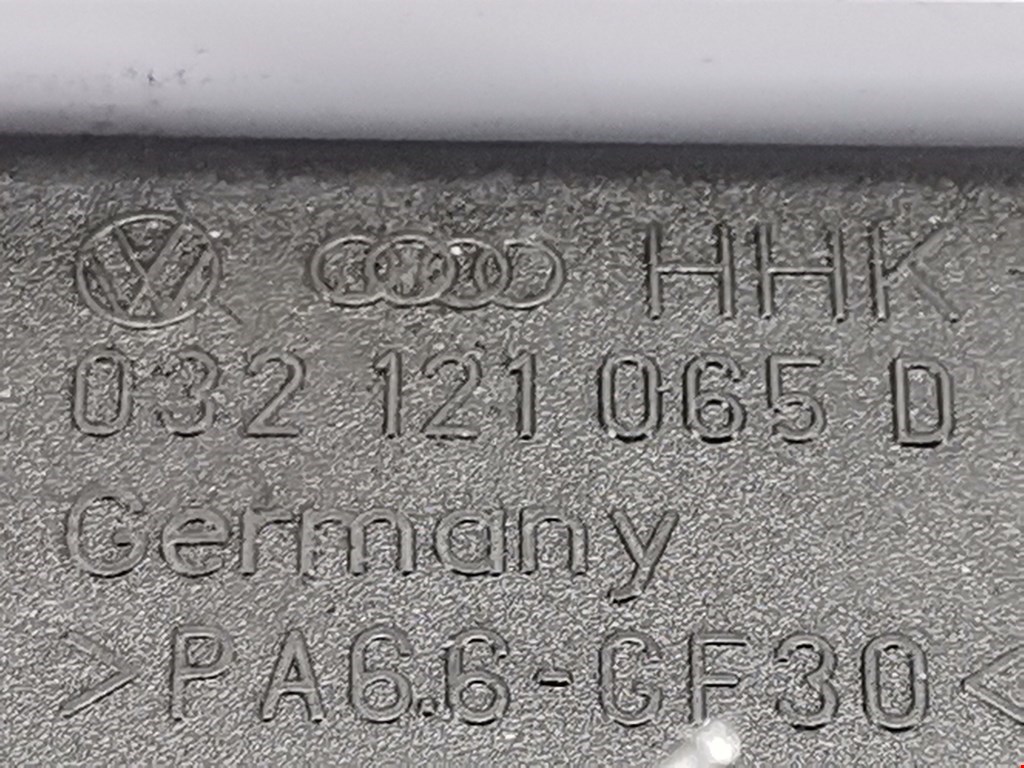 HHK
032 121 065 D
Germany
>PA6.6-GF30<